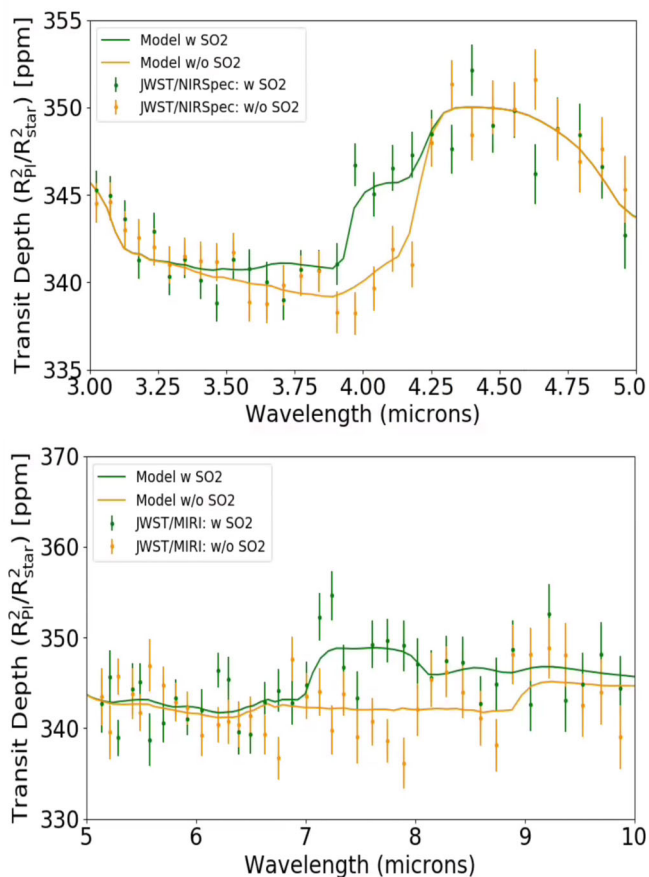 355
350
345
340
335
Transit Depth (R²Pl/R²star) [ppm]
Model w SO2
Model w/o SO2
JWST/NIRSpec: w SO2
JWST/NIRSpec: w/o SO2
3.00 3.25 3.50 3.75 4.00 4.25 4.50 4.75 5.0
Wavelength (microns)
370
360
350
340
330
Transit Depth (R²Pl/R²star) [ppm]
Model w SO2
Model w/o SO2
JWST/MIRI: w SO2
JWST/MIRI: w/o SO2
5 6 7 8 9 10
Wavelength (microns)